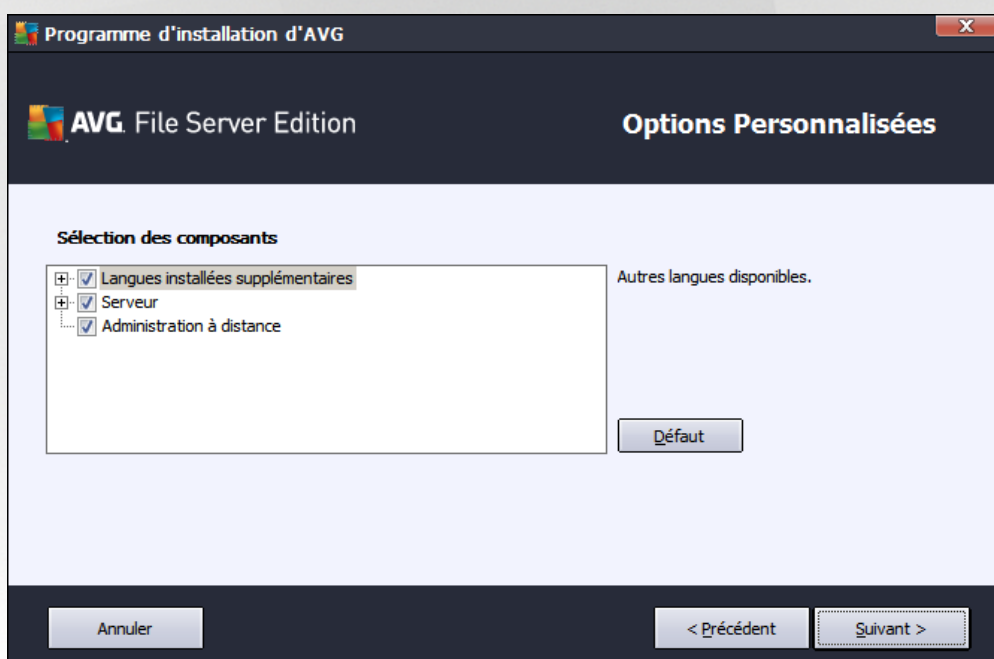 Programme d'installation d'AVG
AVG. File Server Edition
Options Personnalisées
Sélection des composants
Langues installées supplémentaires
Serveur
Administration à distance
Autres langues disponibles.
Défaut
Annuler
< Précédent
Suivant >